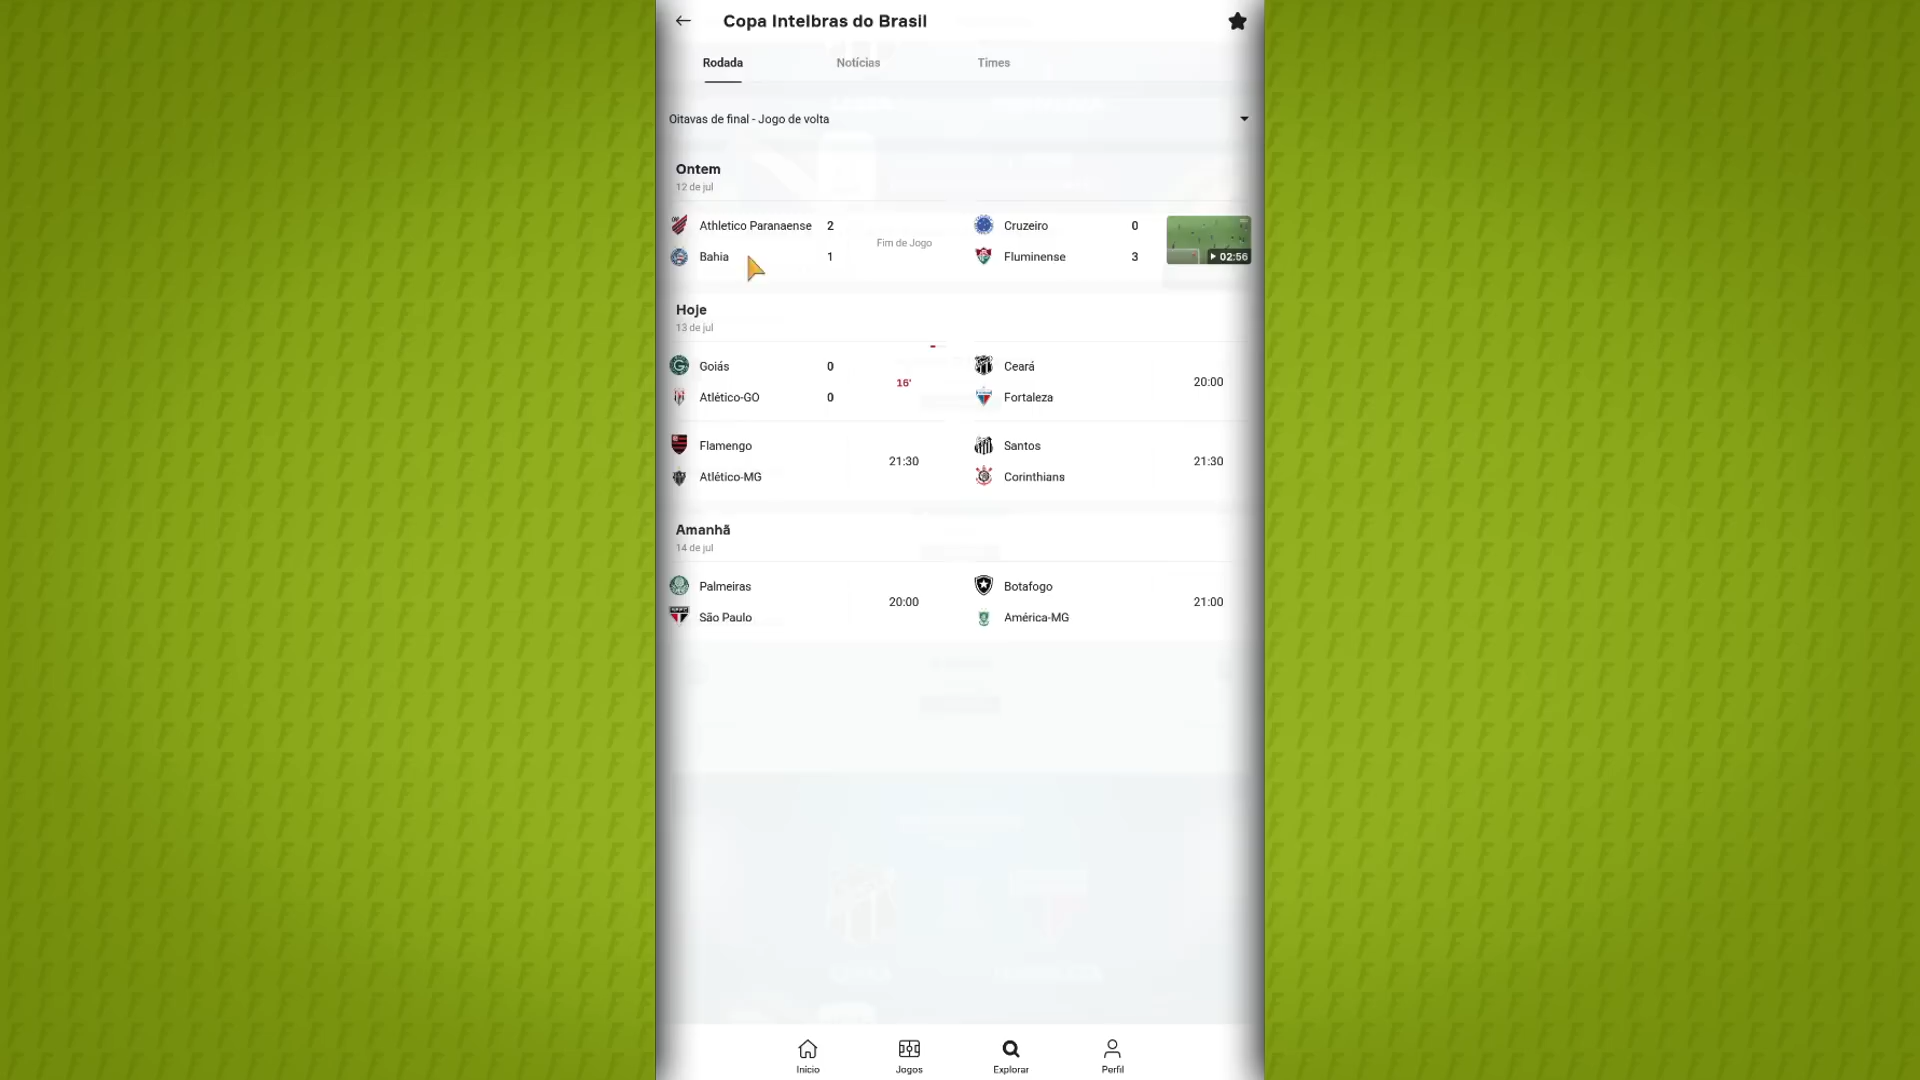 Copa Intelbras do Brasil
Rodada
Notícias
Times
Oitavas de final - Jogo de volta
Ontem
12 de jul
Athletico Paranaense 2
Bahia 1
Fim de Jogo
Cruzeiro 0
Fluminense 3
02:56
Hoje
13 de jul
Goiás 0
Atlético-GO 0
16'
Ceará
Fortaleza
20:00
Flamengo
Atlético-MG
21:30
Santos
Corinthians
21:30
Amanhã
14 de jul
Palmeiras
São Paulo
20:00
Botafogo
América-MG
21:00
Início
Jogos
Explorar
Perfil